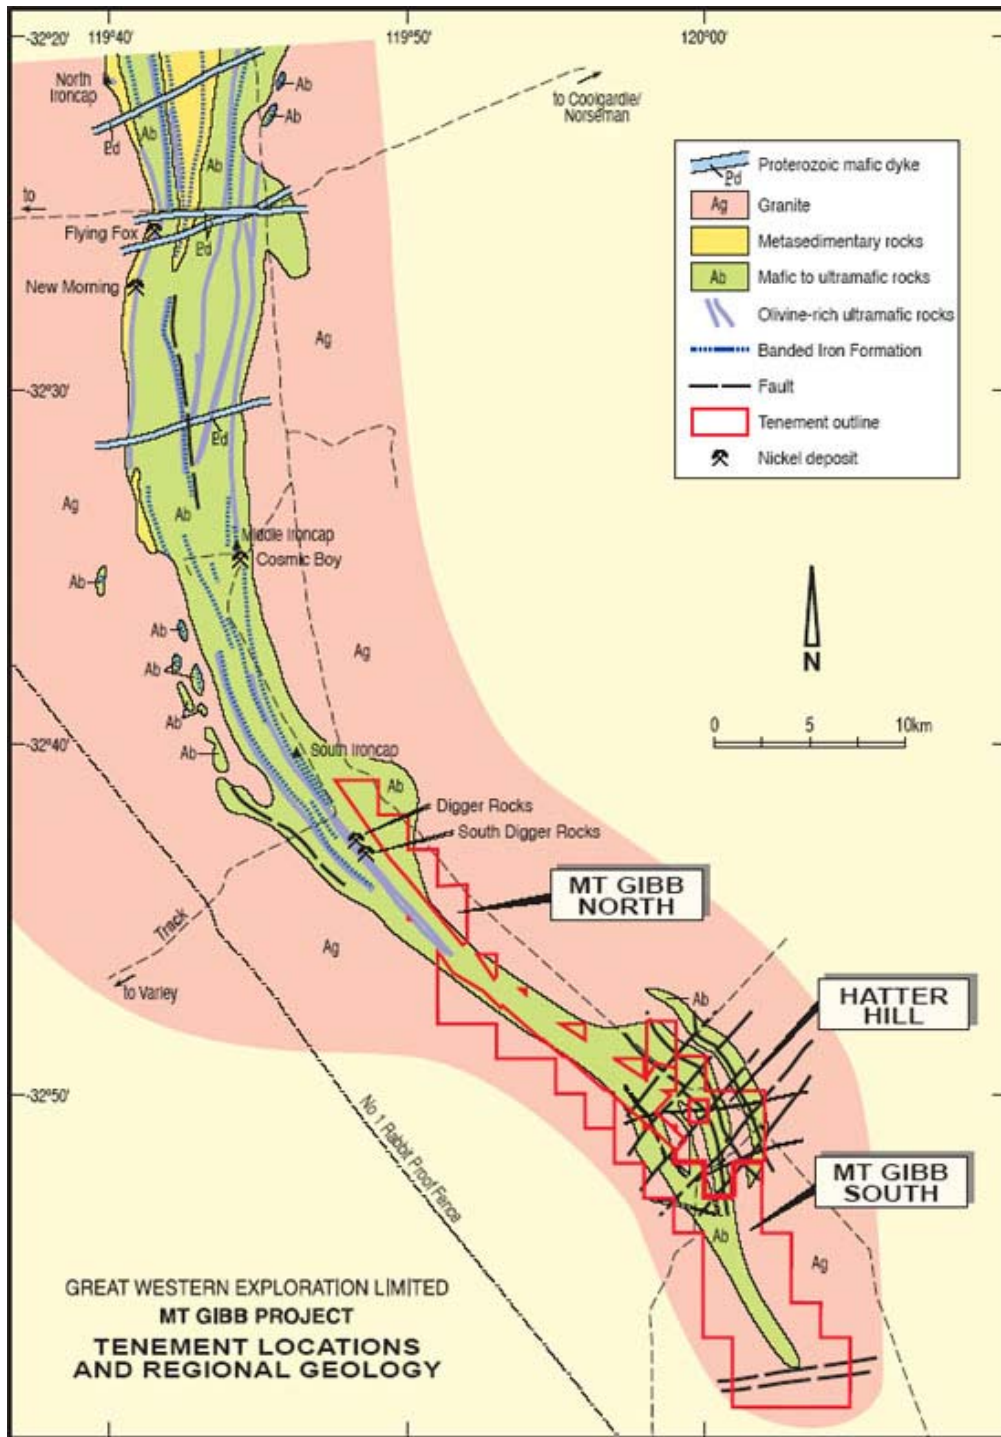 -32°20'
119°40'
119°50'
120°00'
North
Ironcap
Ab
Ab
Ab
Pd
Ab
to Coolgardie/
Norseman
to
Flying Fox
Pd
New Morning
Ag
-32°30'
Pd
Ag
Ab
Middle Ironcap
Cosmic Boy
Ab
Ab
Ag
Ab
Ab
-32°40'
Ab
South Ironcap
Ab
Digger Rocks
South Digger Rocks
MT GIBB
NORTH
Track
Ag
to Varley
Ab
HATTER
HILL
-32°50'
No 1 Rabbit Proof Fence
MT GIBB
SOUTH
Ab
Ag
Pd
Proterozoic mafic dyke
Ag
Granite
Metasedimentary rocks
Ab
Mafic to ultramafic rocks
Olivine-rich ultramafic rocks
Banded Iron Formation
Fault
Tenement outline
Nickel deposit
N
0 5 10km
GREAT WESTERN EXPLORATION LIMITED
MT GIBB PROJECT
TENEMENT LOCATIONS
AND REGIONAL GEOLOGY